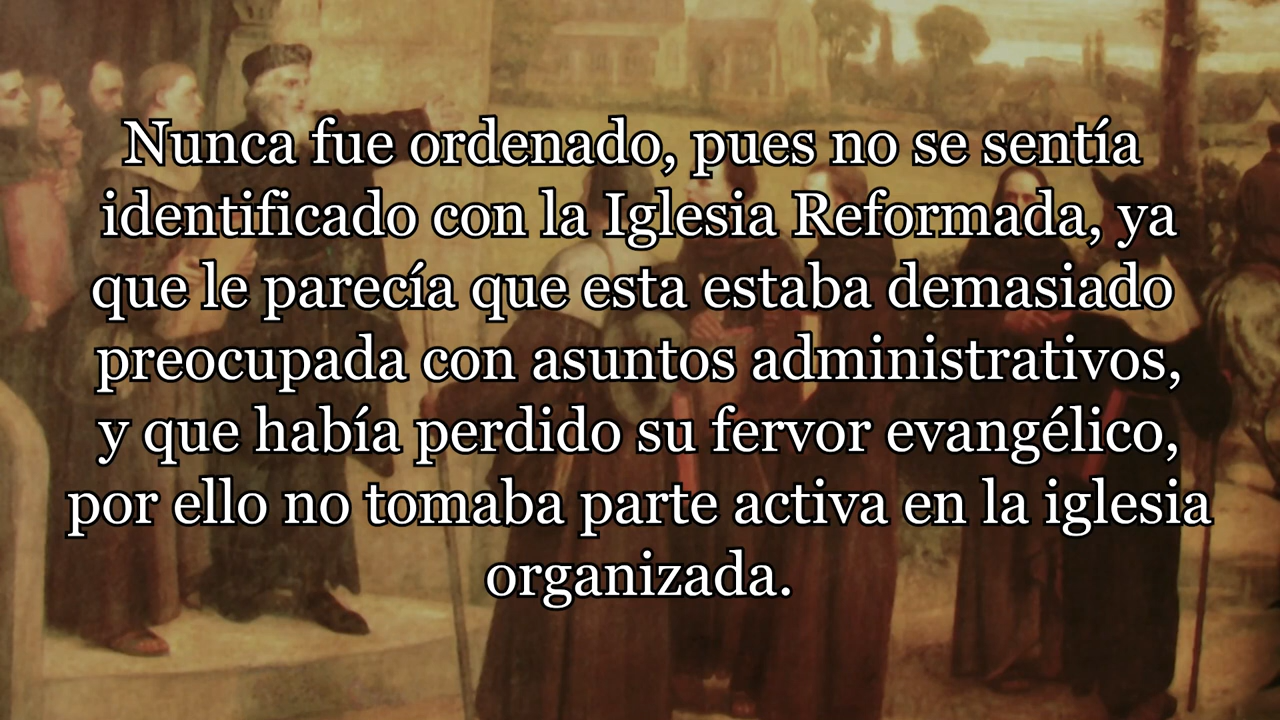 Nunca fue ordenado, pues no se sentía
identificado con la Iglesia Reformada, ya
que le parecía que esta estaba demasiado
preocupada con asuntos administrativos,
y que había perdido su fervor evangélico,
por ello no tomaba parte activa en la iglesia
organizada.